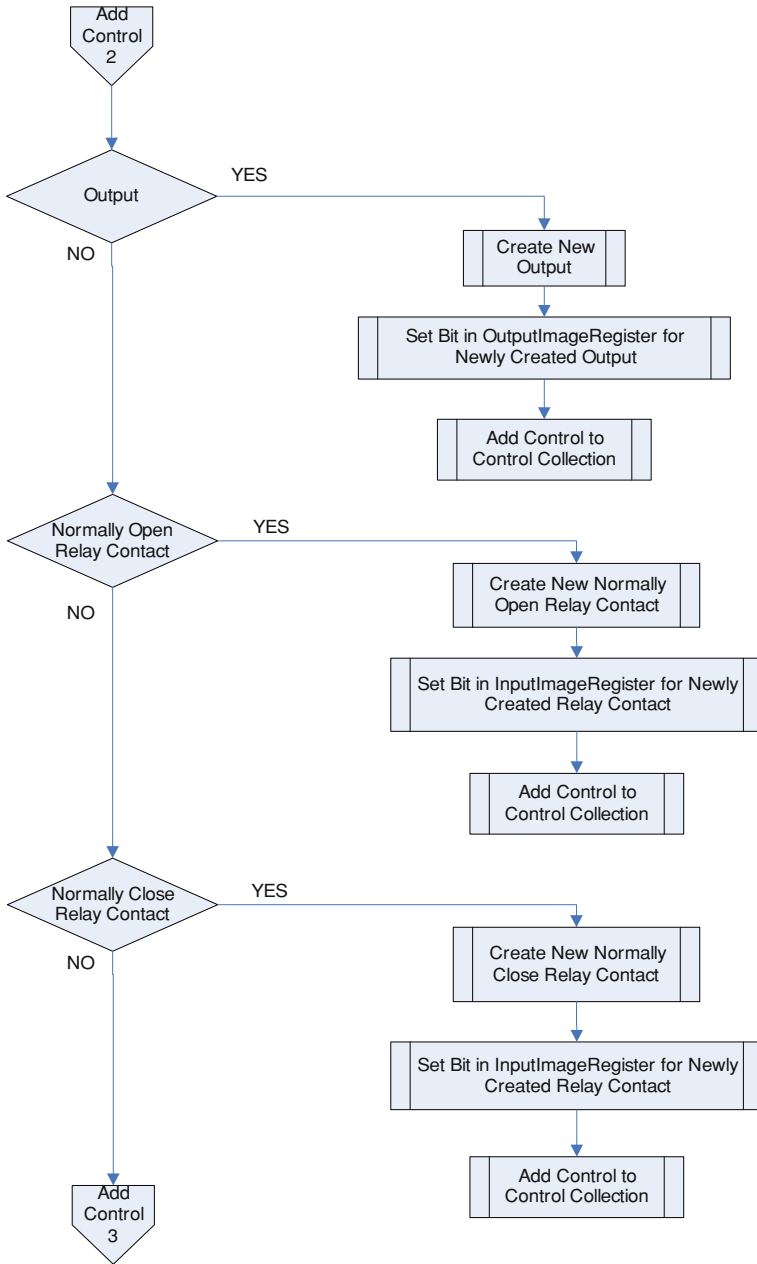 Add
Control
2
Output
YES
NO
Create New
Output
Set Bit in OutputImageRegister for
Newly Created Output
Add Control to
Control Collection
Normally Open
Relay Contact
YES
NO
Create New Normally
Open Relay Contact
Set Bit in InputImageRegister for Newly
Created Relay Contact
Add Control to
Control Collection
Normally Close
Relay Contact
YES
NO
Create New Normally
Close Relay Contact
Set Bit in InputImageRegister for Newly
Created Relay Contact
Add Control to
Control Collection
Add
Control
3